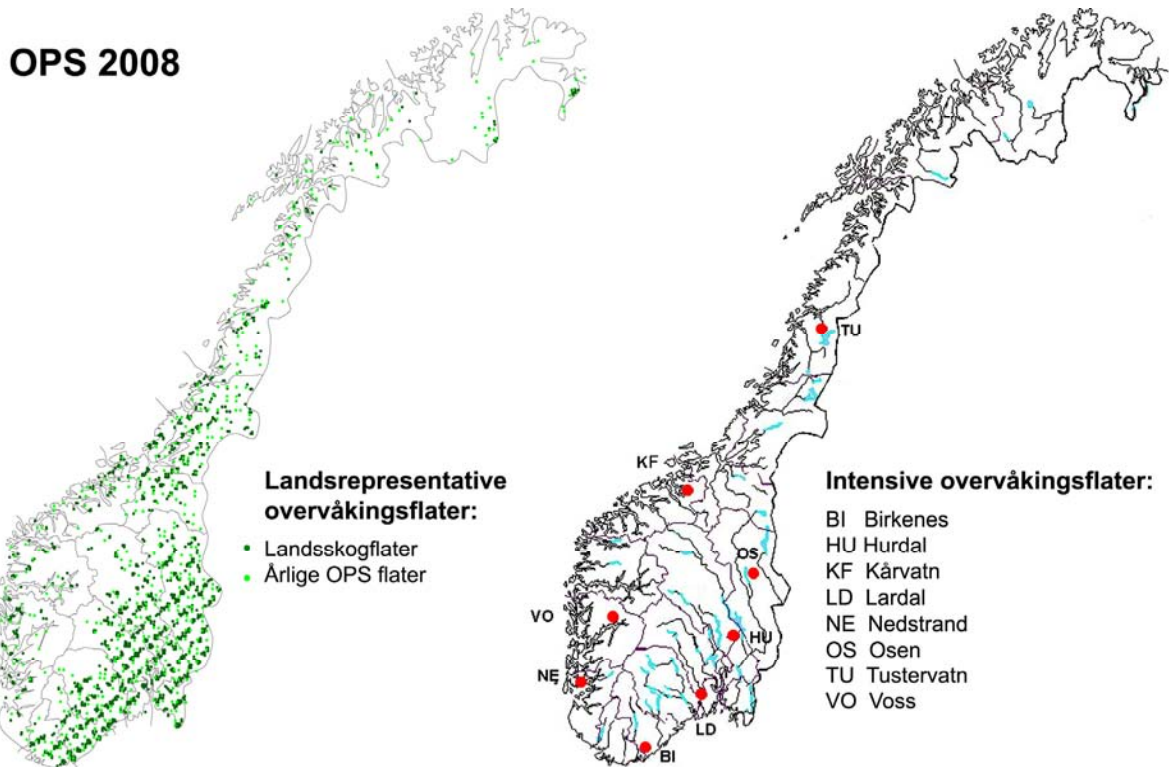 OPS 2008
Landsrepresentative
overvåkingsflater:
Landsskogflater
Årlige OPS flater
TU
KF
OS
VO
HU
NE
LD
BI
Intensive overvåkingsflater:
BI Birkenes
HU Hurdal
KF Kårvatn
LD Lardal
NE Nedstrand
OS Osen
TU Tustervatn
VO Voss